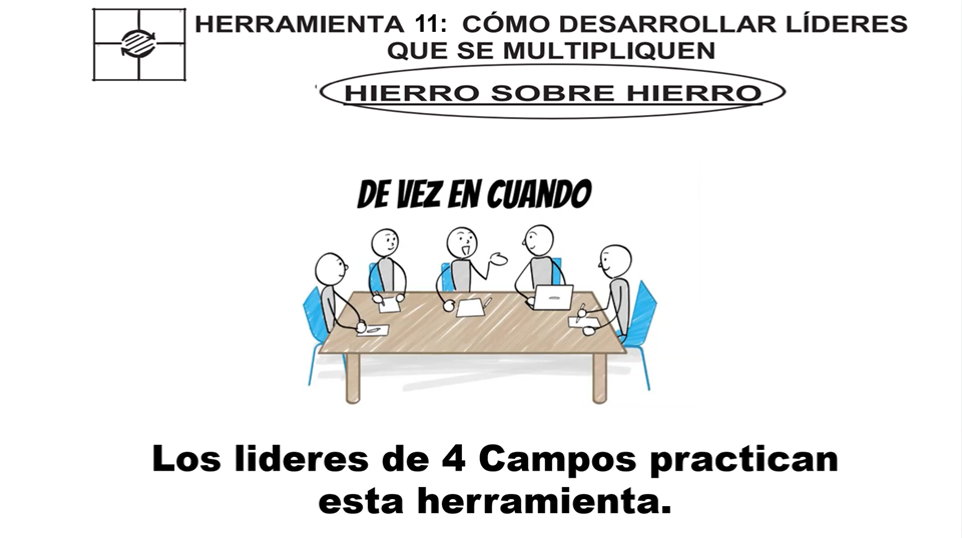 HERRAMIENTA 11: CÓMO DESARROLLAR LÍDERES
QUE SE MULTIPLIQUEN
HIERRO SOBRE HIERRO
DE VEZ EN CUANDO
Los lideres de 4 Campos practican
esta herramienta.